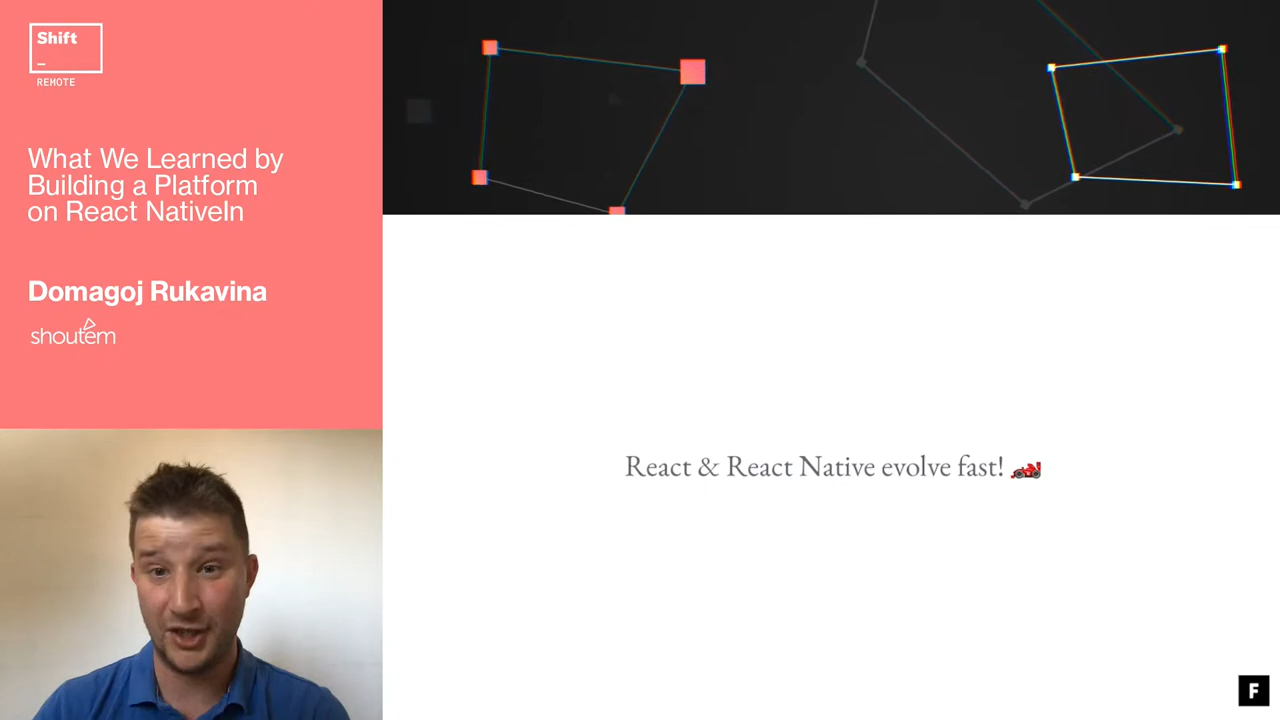 Shift
_
REMOTE
What We Learned by
Building a Platform
on React NativeIn
Domagoj Rukavina
shoutem
React & React Native evolve fast!
F